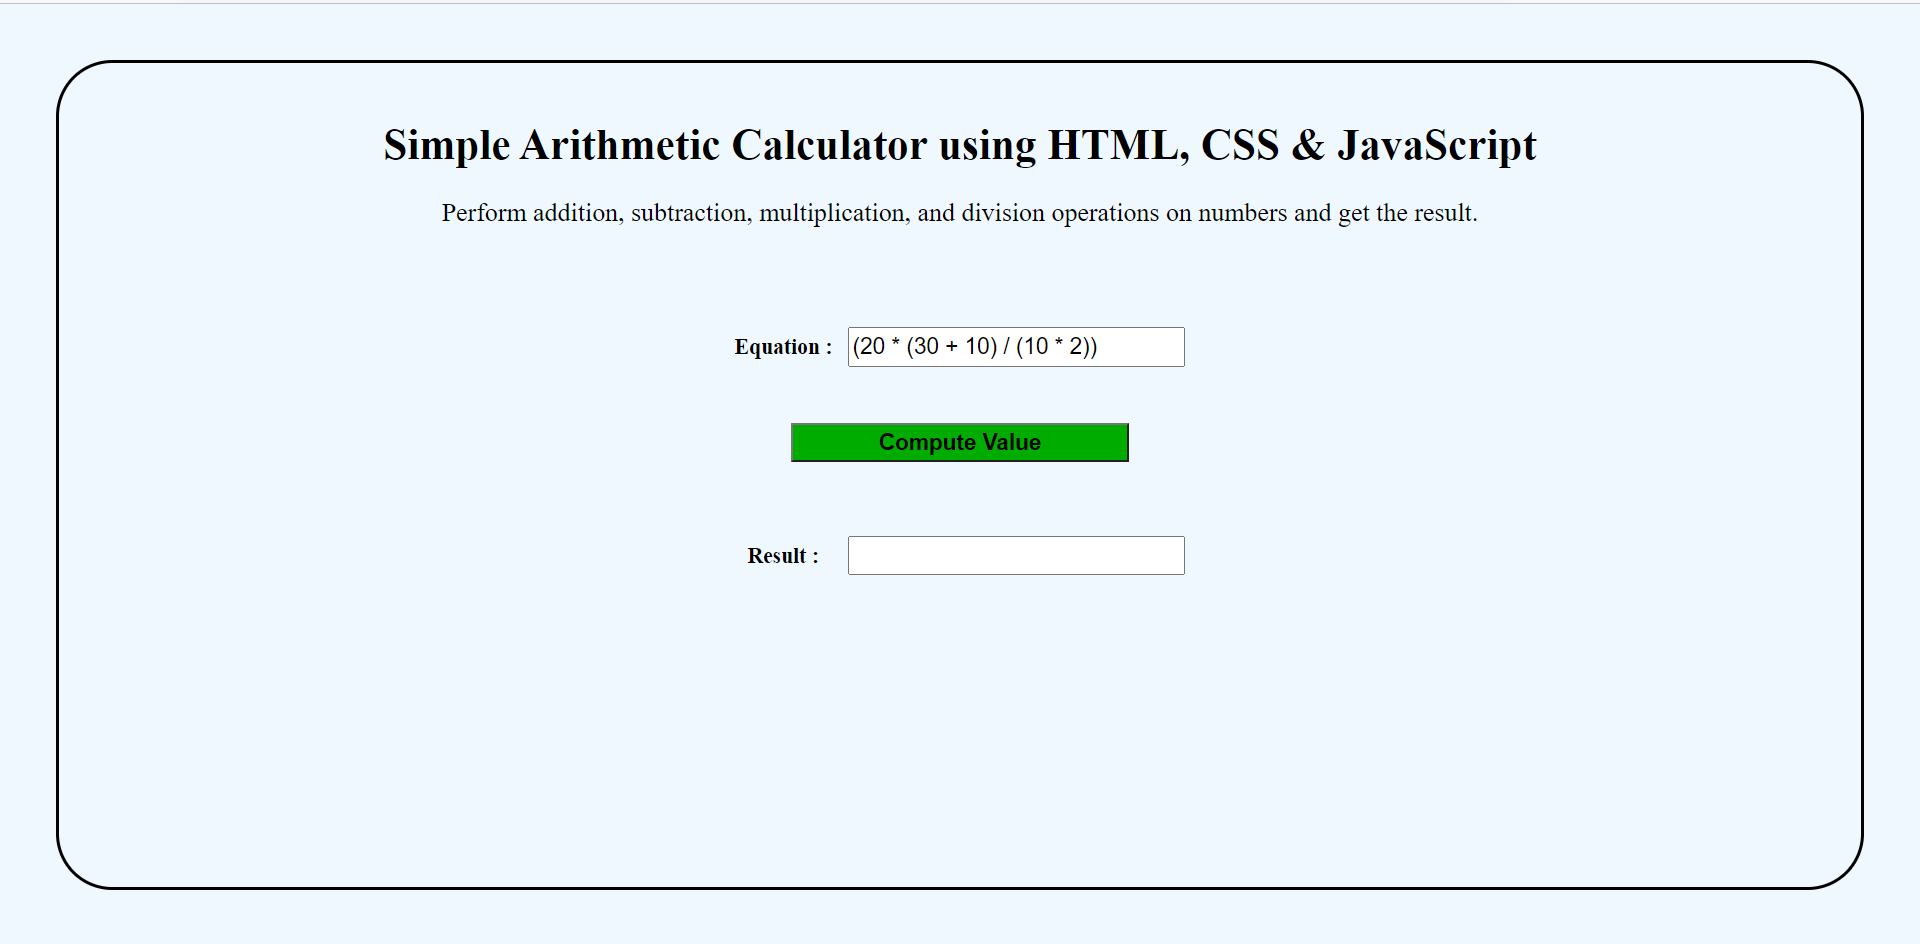 Simple Arithmetic Calculator using HTML, CSS & JavaScript
Perform addition, subtraction, multiplication, and division operations on numbers and get the result.
Equation : (20 * (30 + 10) / (10 * 2))
Compute Value
Result :